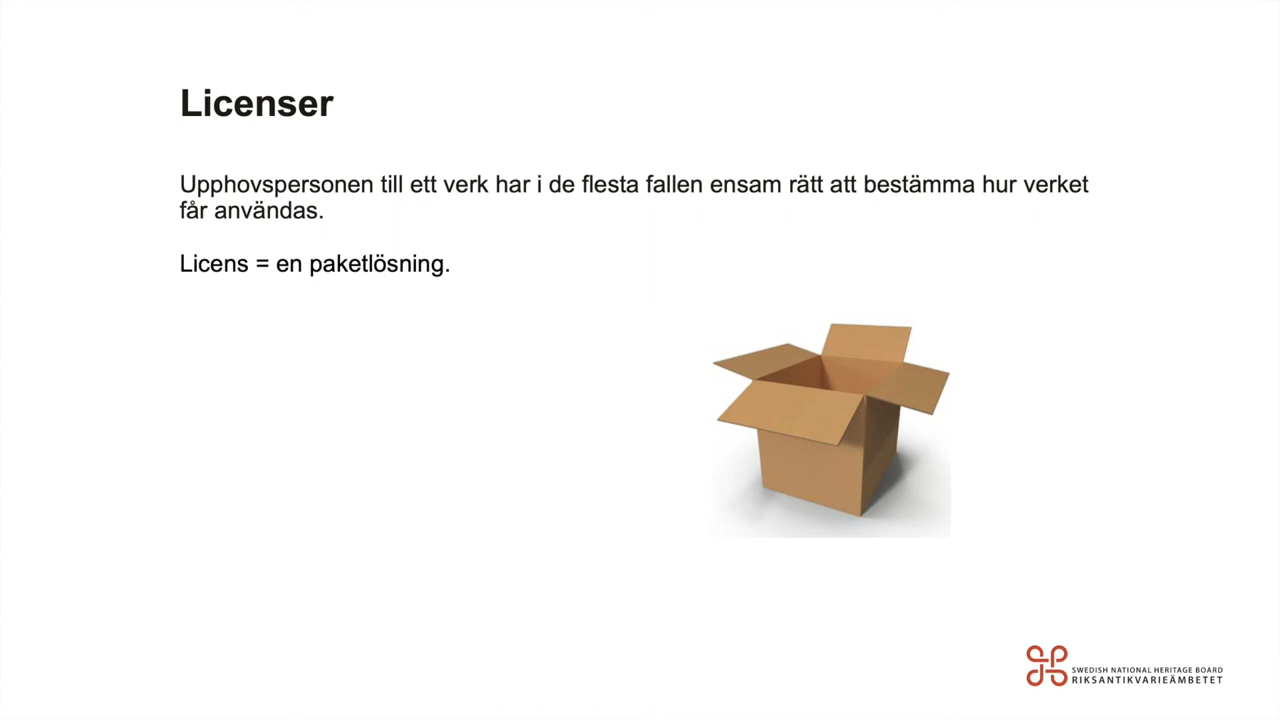 Licenser
Upphovspersonen till ett verk har i de flesta fallen ensam rätt att bestämma hur verket
får användas.
Licens = en paketlösning.
SWEDISH NATIONAL HERITAGE BOARD
RIKSANTIKVARIEÄMBETET